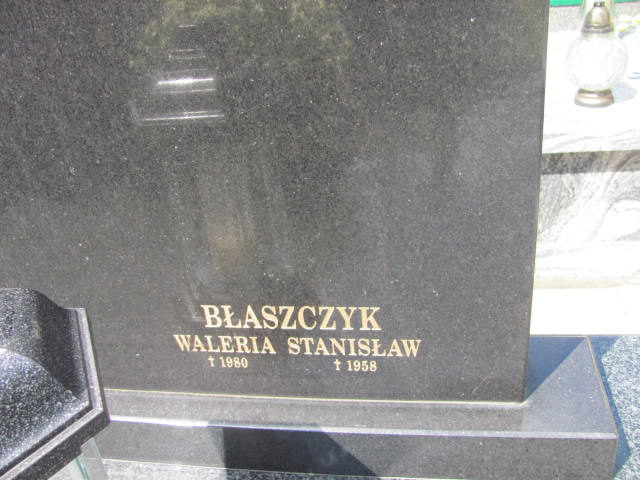 BŁASZCZYK
WALERIA STANISŁAW
† 1980 † 1958